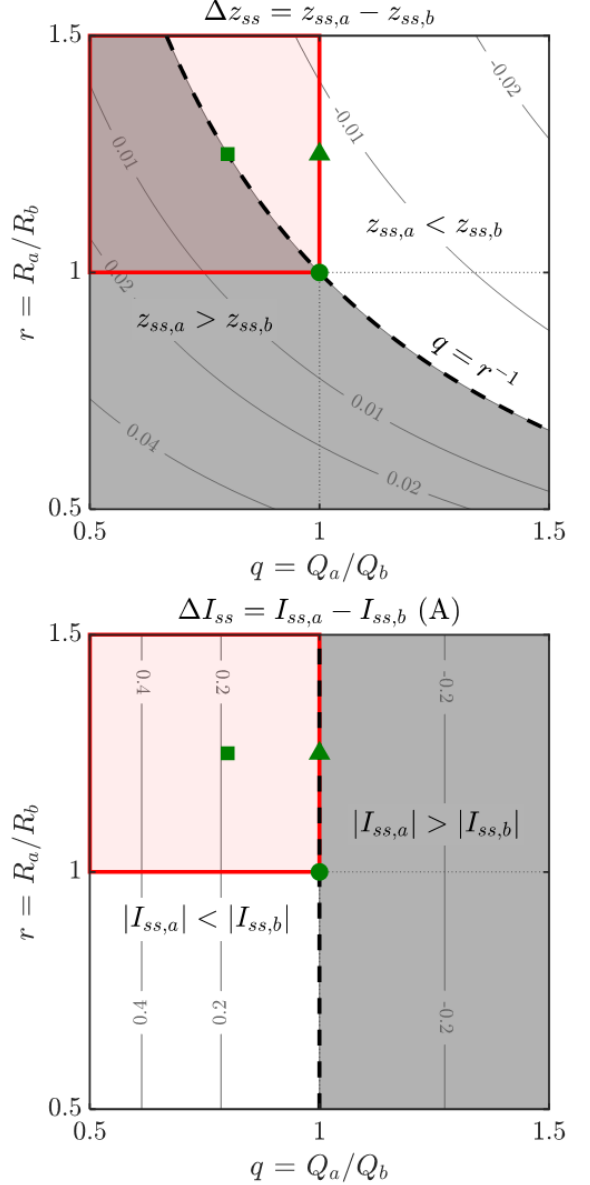 Δz_{ss} = z_{ss,a} − z_{ss,b}
1.5
-0.02
-0.01
0.01
z_{ss,a} < z_{ss,b}
r = R_a/R_b
1
0.02
z_{ss,a} > z_{ss,b}
q = r^{−1}
0.01
0.04
0.02
0.5
0.5 1 1.5
q = Q_a/Q_b
ΔI_{ss} = I_{ss,a} − I_{ss,b} (A)
1.5
0.4 0.2 -0.2
|I_{ss,a}| > |I_{ss,b}|
r = R_a/R_b
1
|I_{ss,a}| < |I_{ss,b}|
0.4 0.2 -0.2
0.5
0.5 1 1.5
q = Q_a/Q_b